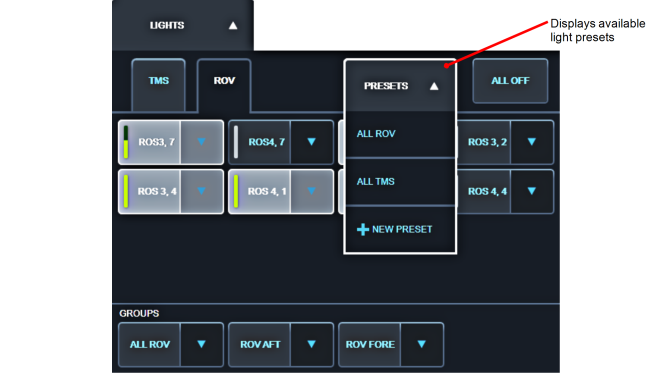 LIGHTS
Displays available
light presets
TMS
ROV
PRESETS
ALL OFF
ROS3, 7
ROS4, 7
ALL ROV
ROS 3, 2
ROS 3, 4
ROS 4, 1
ALL TMS
ROS 4, 4
NEW PRESET
GROUPS
ALL ROV
ROV AFT
ROV FORE